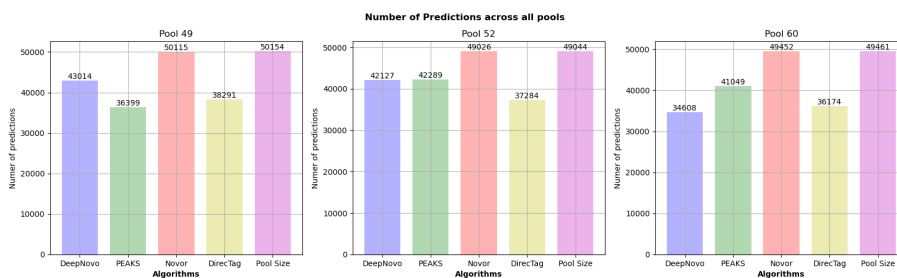 Number of Predictions across all pools
Pool 49
Numer of predictions
50000
40000
30000
20000
10000
0
43014
36399
50115
38291
50154
DeepNovo PEAKS Novor DirecTag Pool Size
Algorithms
Pool 52
Number of predictions
50000
40000
30000
20000
10000
0
42127
42289
49026
37284
49044
DeepNovo PEAKS Novor DirecTag Pool Size
Algorithms
Pool 60
Numer of predictions
50000
40000
30000
20000
10000
0
34608
41049
49452
36174
49461
DeepNovo PEAKS Novor DirecTag Pool Size
Algorithms